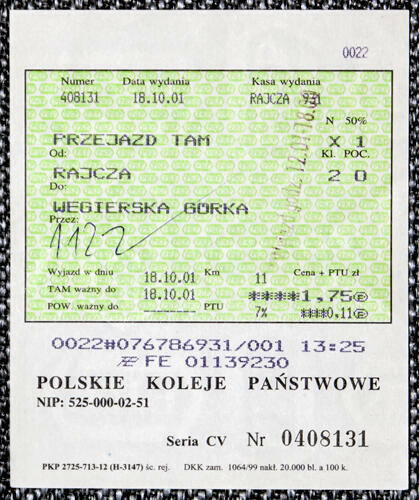 0022
Numer Data wydania Kasa wydania
408131 18.10.01 RAJCZA 931
N 50%
PRZEJAZD TAM X 1
Od: Kl. POC.
RAJCZA 2 0
Do:
WEGIERSKA GORKA
Przez:
1122
Wyjazd w dniu 18.10.01 Km 11 Cena + PTU zł
TAM ważny do 18.10.01 ****1,75
POW. ważny do -------- PTU 7% ****0,11
0022#076786931/001 13:25
FE 01139230
POLSKIE KOLEJE PAŃSTWOWE
NIP: 525-000-02-51
Seria CV Nr 0408131
PKP 2725-713-12 (H-3147) śc. rej. DKK zam. 1064/99 nakł. 20.000 bl. a 100 k.